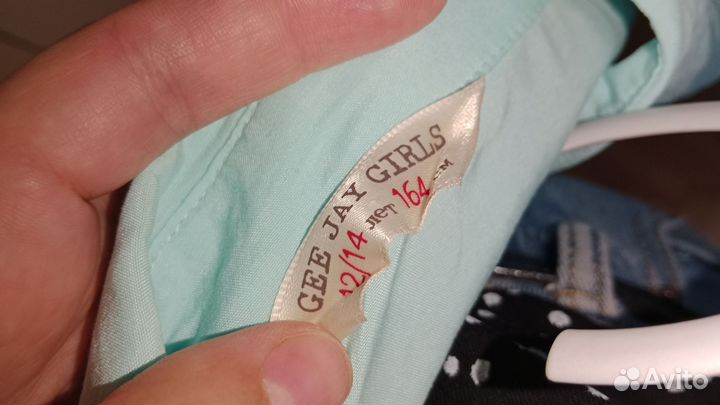 GEE JAY GIRLS
12/14 лет 164 см
Avito